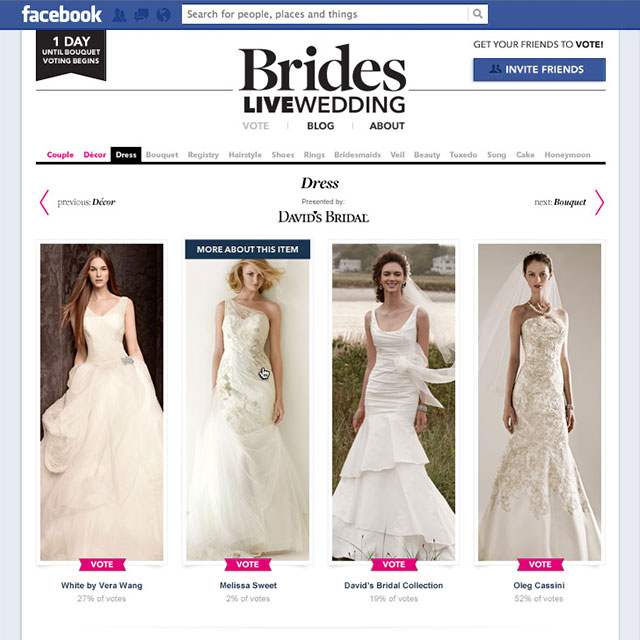 facebook
Search for people, places and things
1 DAY
UNTIL BOUQUET
VOTING BEGINS
GET YOUR FRIENDS TO VOTE!
INVITE FRIENDS
Brides
LIVEWEDDING
VOTE | BLOG | ABOUT
Couple Décor Dress Bouquet Registry Hairstyle Shoes Rings Bridesmaids Veil Beauty Tuxedo Song Cake Honeymoon
Dress
previous: Décor
Presented by:
next: Bouquet
DAVID'S BRIDAL
MORE ABOUT THIS ITEM
VOTE VOTE VOTE VOTE
White by Vera Wang Melissa Sweet David's Bridal Collection Oleg Cassini
27% of votes 2% of votes 19% of votes 52% of votes